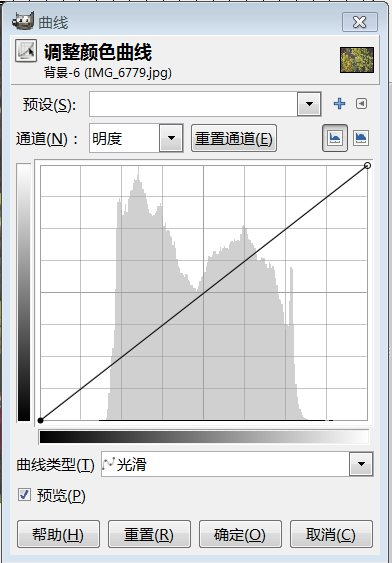 曲线
调整颜色曲线
背景-6 (IMG_6779.jpg)
预设(S):
通道(N)： 明度 重置通道(E)
曲线类型(T) 光滑
预览(P)
帮助(H) 重置(R) 确定(O) 取消(C)